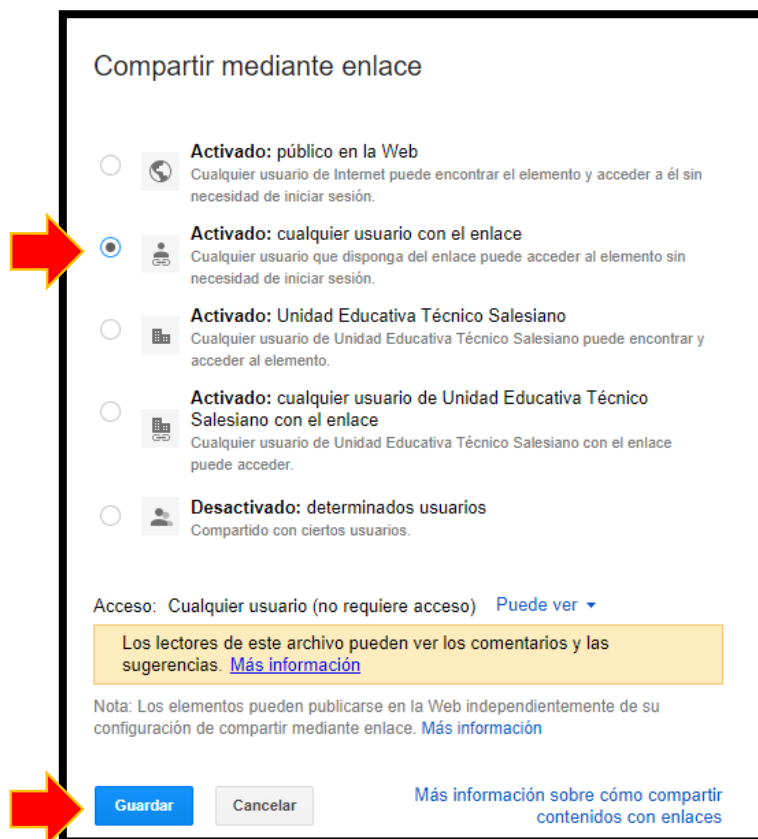 Compartir mediante enlace
Activado: público en la Web
Cualquier usuario de Internet puede encontrar el elemento y acceder a él sin
necesidad de iniciar sesión.
Activado: cualquier usuario con el enlace
Cualquier usuario que disponga del enlace puede acceder al elemento sin
necesidad de iniciar sesión.
Activado: Unidad Educativa Técnico Salesiano
Cualquier usuario de Unidad Educativa Técnico Salesiano puede encontrar y
acceder al elemento.
Activado: cualquier usuario de Unidad Educativa Técnico
Salesiano con el enlace
Cualquier usuario de Unidad Educativa Técnico Salesiano con el enlace
puede acceder.
Desactivado: determinados usuarios
Compartido con ciertos usuarios.
Acceso: Cualquier usuario (no requiere acceso) Puede ver
Los lectores de este archivo pueden ver los comentarios y las
sugerencias. Más información
Nota: Los elementos pueden publicarse en la Web independientemente de su
configuración de compartir mediante enlace. Más información
Guardar Cancelar
Más información sobre cómo compartir
contenidos con enlaces